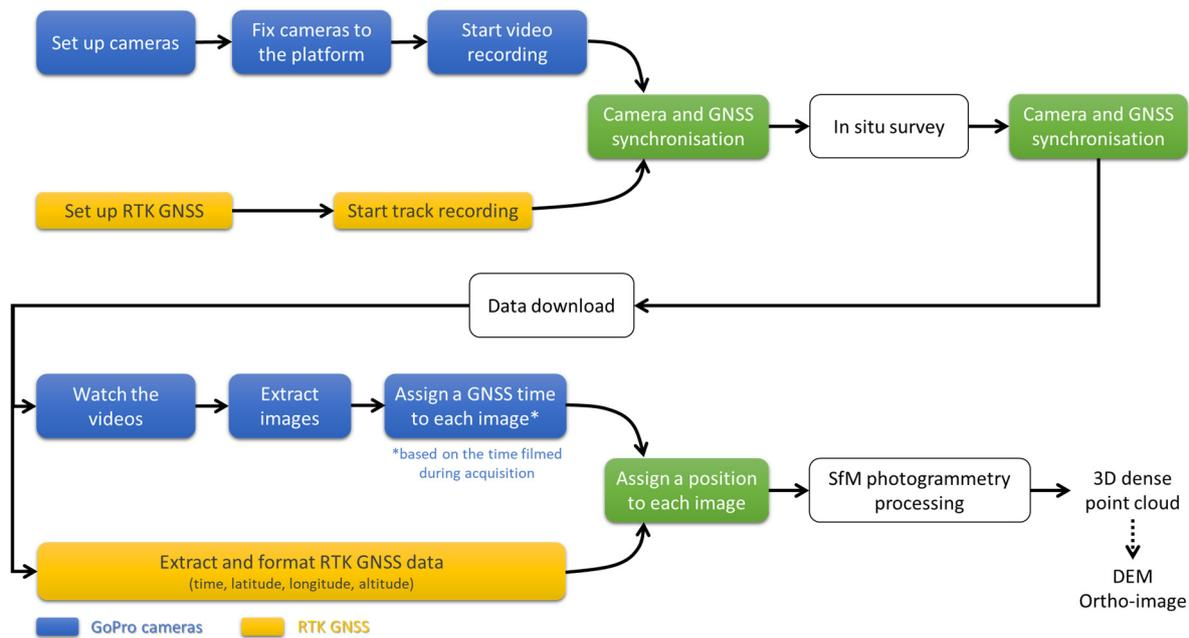 Set up cameras
Fix cameras to
the platform
Start video
recording
Camera and GNSS
synchronisation
In situ survey
Camera and GNSS
synchronisation
Set up RTK GNSS
Start track recording
Data download
Watch the
videos
Extract
images
Assign a GNSS time
to each image*
*based on the time filmed
during acquisition
Assign a position
to each image
SfM photogrammetry
processing
3D dense
point cloud
Extract and format RTK GNSS data
(time, latitude, longitude, altitude)
DEM
Ortho-image
GoPro cameras
RTK GNSS